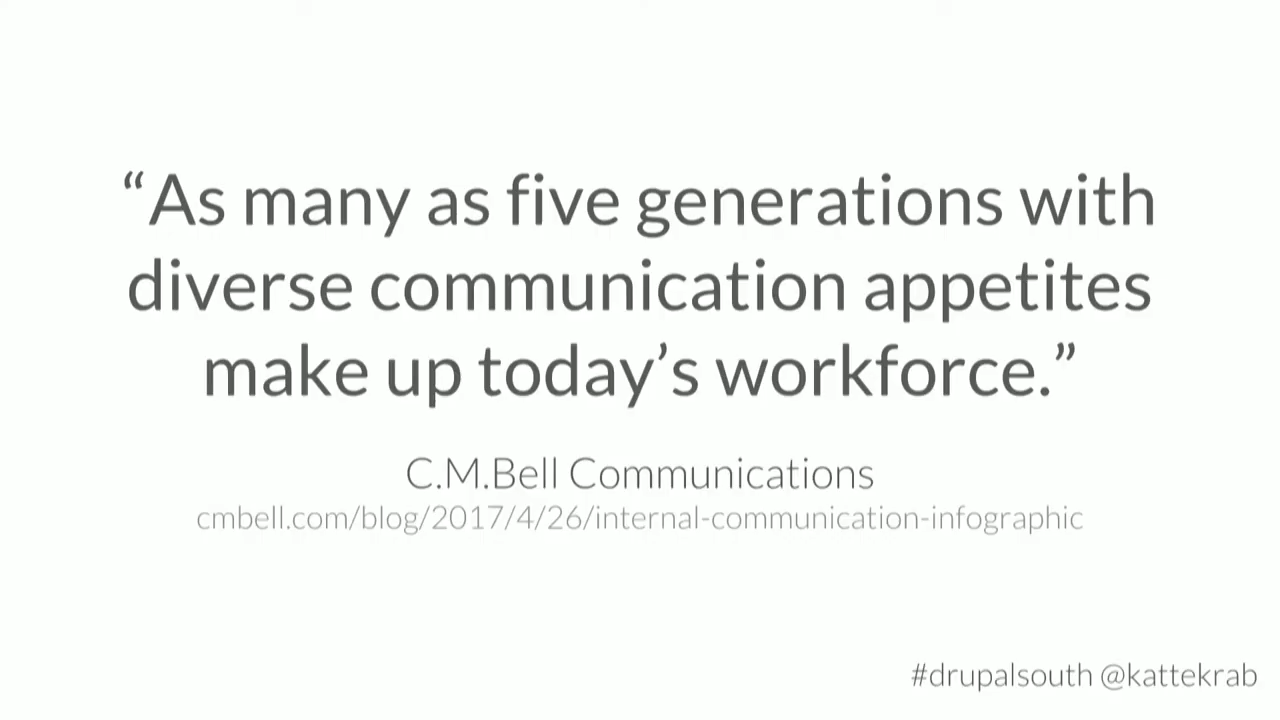 “As many as five generations with
diverse communication appetites
make up today’s workforce.”
C.M.Bell Communications
cmbell.com/blog/2017/4/26/internal-communication-infographic
#drupalsouth @kattekrab